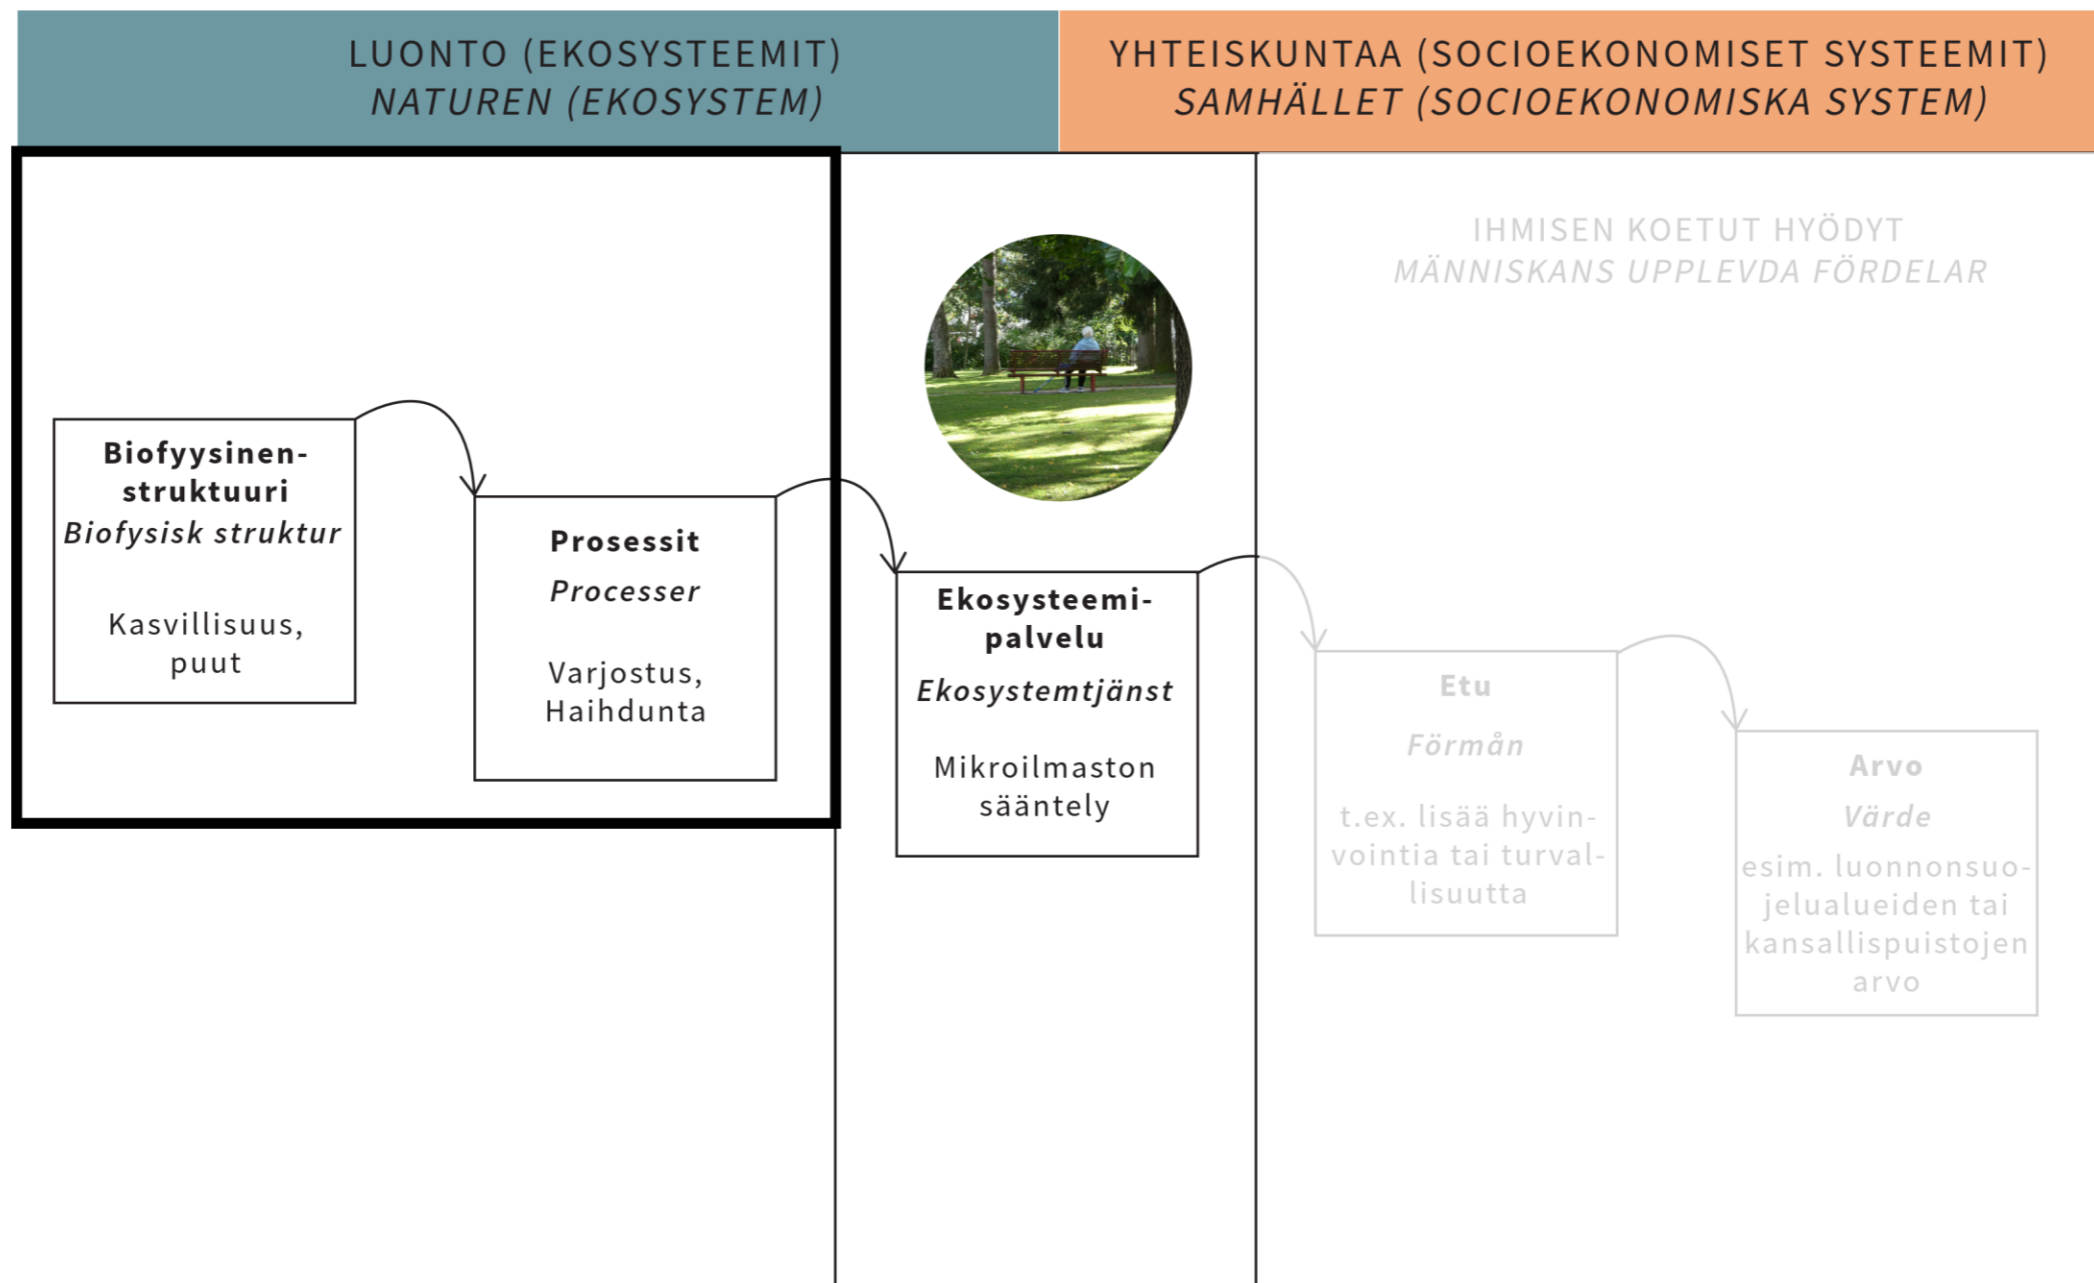 LUONTO (EKOSYSTEEMIT)
NATUREN (EKOSYSTEM)
YHTEISKUNTAA (SOCIOEKONOMISET SYSTEEMIT)
SAMHÄLLET (SOCIOEKONOMISKA SYSTEM)
IHMISEN KOETUT HYÖDYT
MÄNNISKANS UPPLEVDA FÖRDELAR
Biofyysinen-
struktuuri
Biofysisk struktur
Kasvillisuus,
puut
Prosessit
Processer
Varjostus,
Haihdunta
Ekosysteemi-
palvelu
Ekosystemtjänst
Mikroilmaston
sääntely
Etu
Förmån
t.ex. lisää hyvin-
vointia tai turval-
lisuutta
Arvo
Värde
esim. luonnonsuo-
jelualueiden tai
kansallispuistojen
arvo